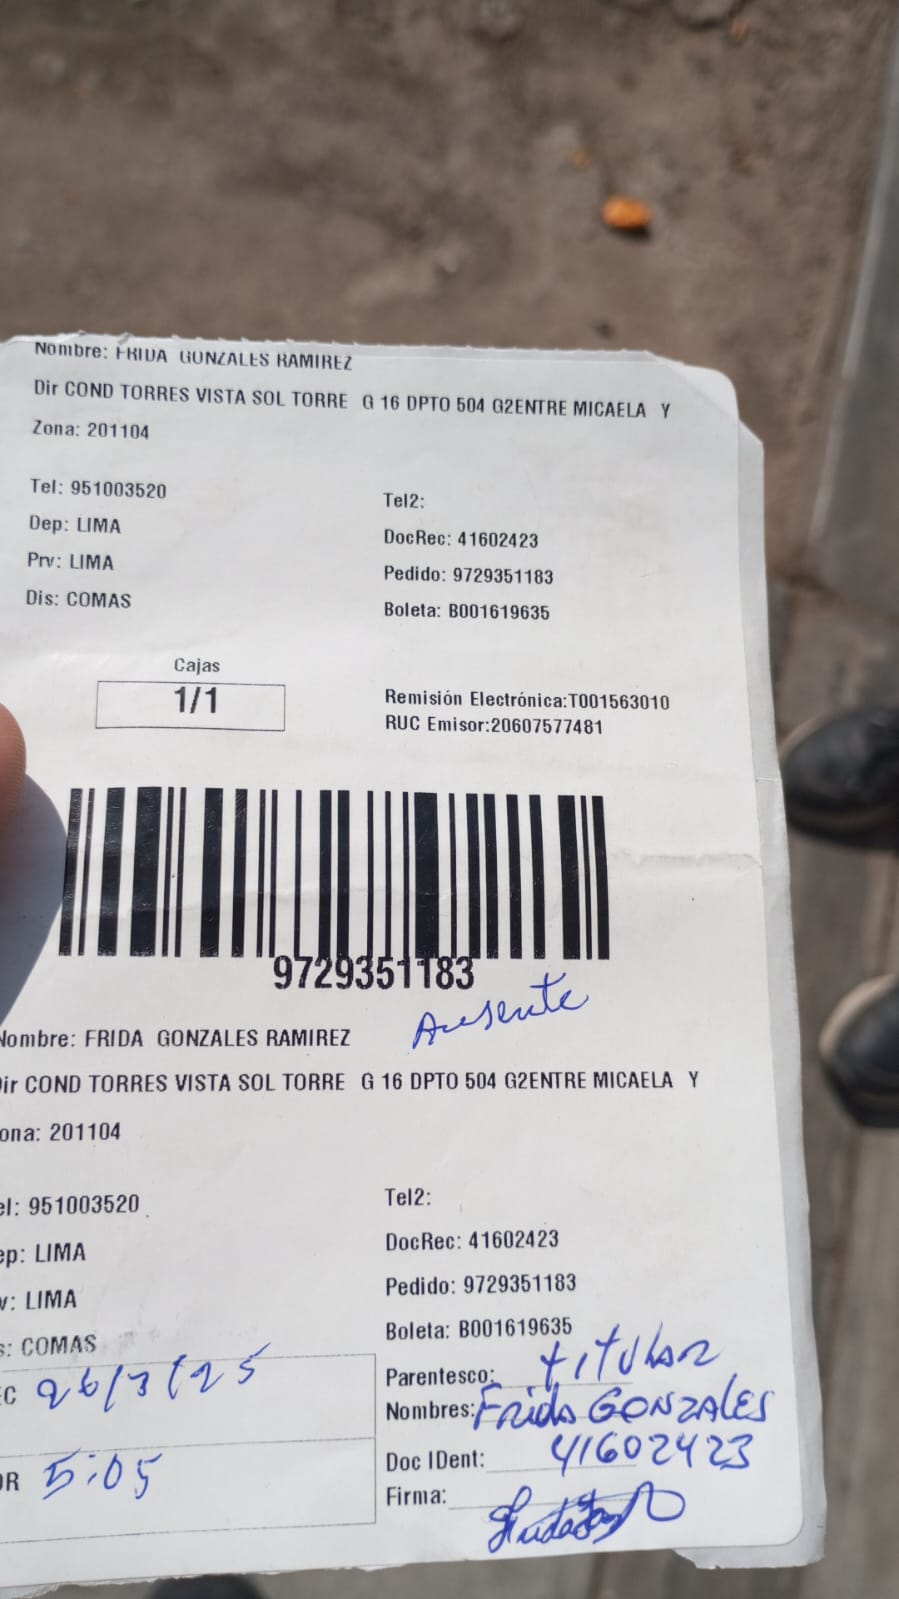 Nombre: FRIDA GONZALES RAMIREZ
Dir COND TORRES VISTA SOL TORRE G 16 DPTO 504 G2ENTRE MICAELA Y
Zona: 201104
Tel: 951003520
Tel2:
Dep: LIMA
DocRec: 41602423
Prv: LIMA
Pedido: 9729351183
Dis: COMAS
Boleta: B001619635
Cajas
1/1
Remisión Electrónica:T001563010
RUC Emisor:20607577481
9729351183
Ausente
Nombre: FRIDA GONZALES RAMIREZ
Dir COND TORRES VISTA SOL TORRE G 16 DPTO 504 G2ENTRE MICAELA Y
ona: 201104
el: 951003520
Tel2:
ep: LIMA
DocRec: 41602423
v: LIMA
Pedido: 9729351183
s: COMAS
Boleta: B001619635
EC 26/3/25
Parentesco: titular
Nombres: Frida GONZALES
Doc IDent: 41602423
OR 5:05
Firma: